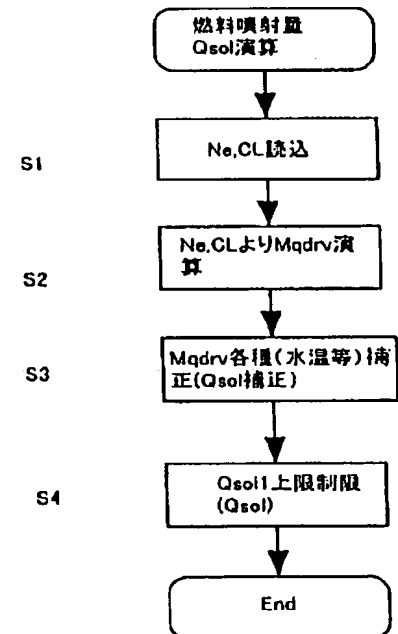 燃料噴射量
Qsol演算
S1
Ne,CL読込
S2
Ne,CLよりMqdrv演
算
S3
Mqdrv各種(水温等)補
正(Qsol補正)
S4
Qsol1上限制限
(Qsol)
End